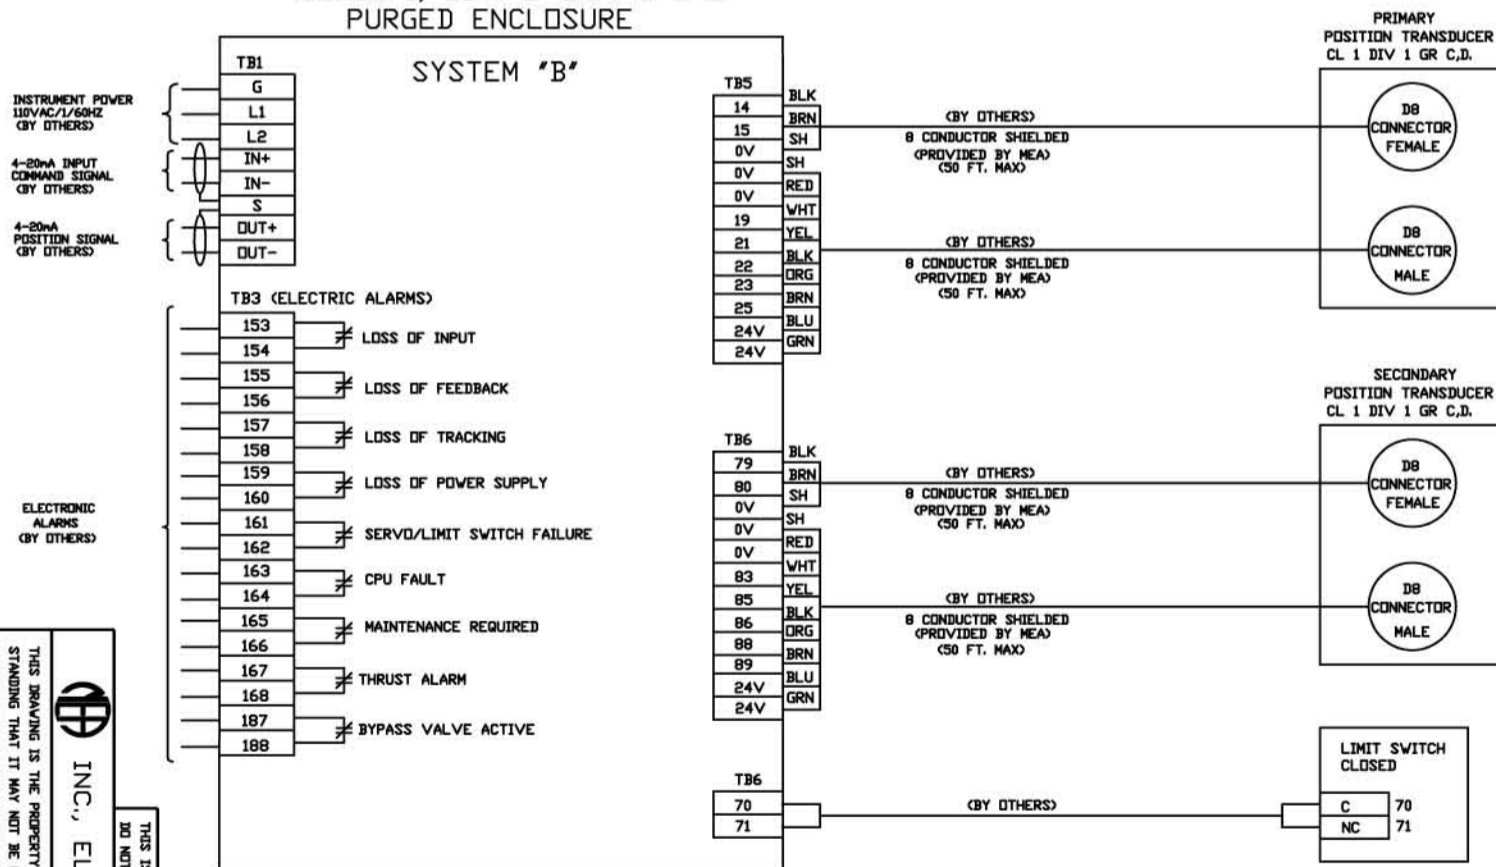 PURGED ENCLOSURE
SYSTEM "B"
INSTRUMENT POWER
110VAC/1/60HZ
(BY OTHERS)
4-20mA INPUT
COMMAND SIGNAL
(BY OTHERS)
4-20mA
POSITION SIGNAL
(BY OTHERS)
TB1
G
L1
L2
IN+
IN-
S
OUT+
OUT-
TB3 (ELECTRIC ALARMS)
ELECTRONIC
ALARMS
(BY OTHERS)
153
154
LOSS OF INPUT
155
156
LOSS OF FEEDBACK
157
158
LOSS OF TRACKING
159
160
LOSS OF POWER SUPPLY
161
162
SERVO/LIMIT SWITCH FAILURE
163
164
CPU FAULT
165
166
MAINTENANCE REQUIRED
167
168
THRUST ALARM
187
188
BYPASS VALVE ACTIVE
TB5
14
15
0V
0V
0V
19
21
22
23
25
24V
24V
BLK
BRN
SH
SH
RED
WHT
YEL
BLK
ORG
BRN
BLU
GRN
(BY OTHERS)
8 CONDUCTOR SHIELDED
(PROVIDED BY MEA)
(50 FT. MAX)
(BY OTHERS)
8 CONDUCTOR SHIELDED
(PROVIDED BY MEA)
(50 FT. MAX)
PRIMARY
POSITION TRANSDUCER
CL 1 DIV 1 GR C,D.
D8
CONNECTOR
FEMALE
D8
CONNECTOR
MALE
TB6
79
80
0V
0V
0V
83
85
86
88
89
24V
24V
BLK
BRN
SH
SH
RED
WHT
YEL
BLK
ORG
BRN
BLU
GRN
(BY OTHERS)
8 CONDUCTOR SHIELDED
(PROVIDED BY MEA)
(50 FT. MAX)
(BY OTHERS)
8 CONDUCTOR SHIELDED
(PROVIDED BY MEA)
(50 FT. MAX)
SECONDARY
POSITION TRANSDUCER
CL 1 DIV 1 GR C,D.
D8
CONNECTOR
FEMALE
D8
CONNECTOR
MALE
TB6
70
71
(BY OTHERS)
LIMIT SWITCH
CLOSED
C 70
NC 71
INC., EL
THIS DRAWING IS THE PROPERTY
STANDING THAT IT MAY NOT BE
THIS IS
DO NOT